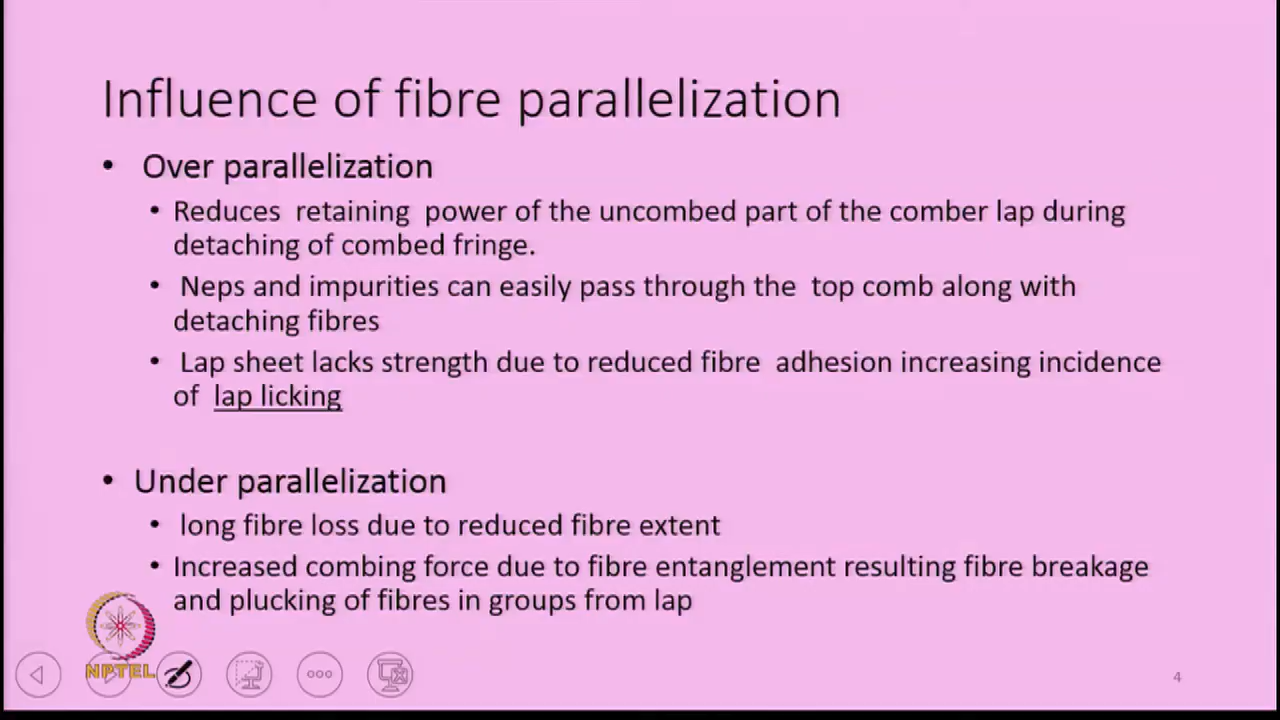 Influence of fibre parallelization
• Over parallelization
• Reduces retaining power of the uncombed part of the comber lap during
detaching of combed fringe.
• Neps and impurities can easily pass through the top comb along with
detaching fibres
• Lap sheet lacks strength due to reduced fibre adhesion increasing incidence
of lap licking
• Under parallelization
• long fibre loss due to reduced fibre extent
• Increased combing force due to fibre entanglement resulting fibre breakage
and plucking of fibres in groups from lap
NPTEL
4